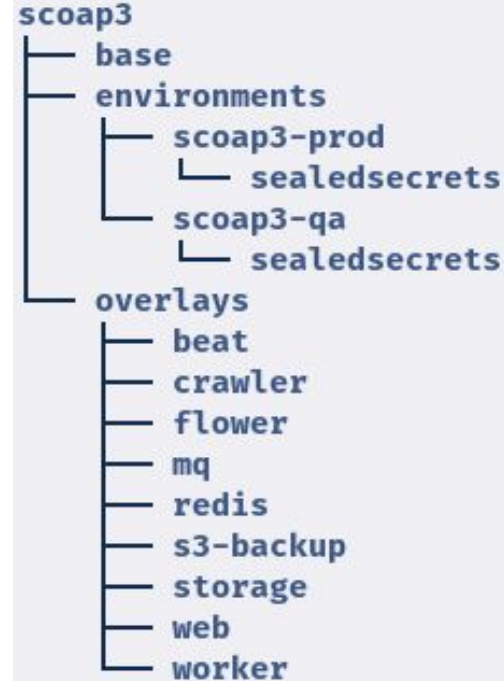 scoap3
base
environments
scoap3-prod
sealedsecrets
scoap3-qa
sealedsecrets
overlays
beat
crawler
flower
mq
redis
s3-backup
storage
web
worker